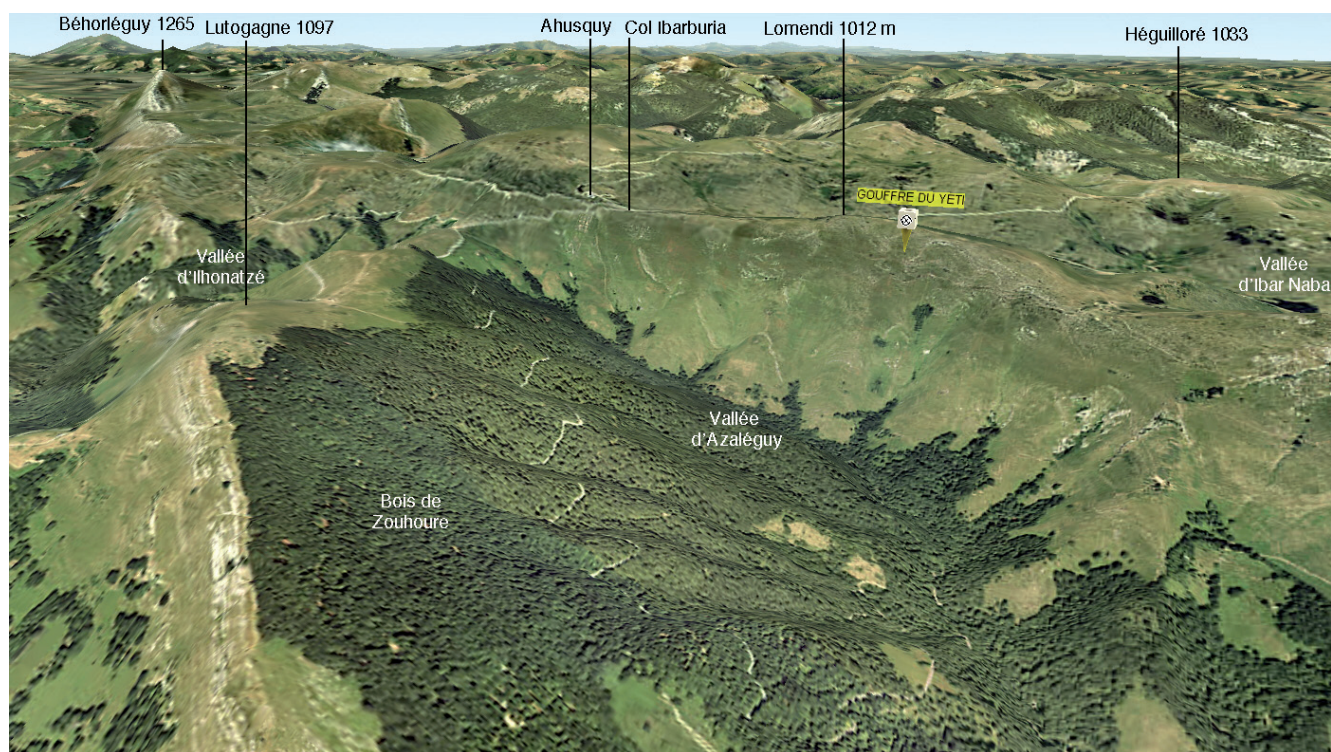 Béhorléguy 1265
Lutogagne 1097
Ahusquy
Col Ibarburia
Lomendi 1012 m
Héguilloré 1033
GOUFFRE DU YETI
Vallée
d'Ilhonatzé
Vallée
d'Ibar Naba
Vallée
d'Azaléguy
Bois de
Zouhoure